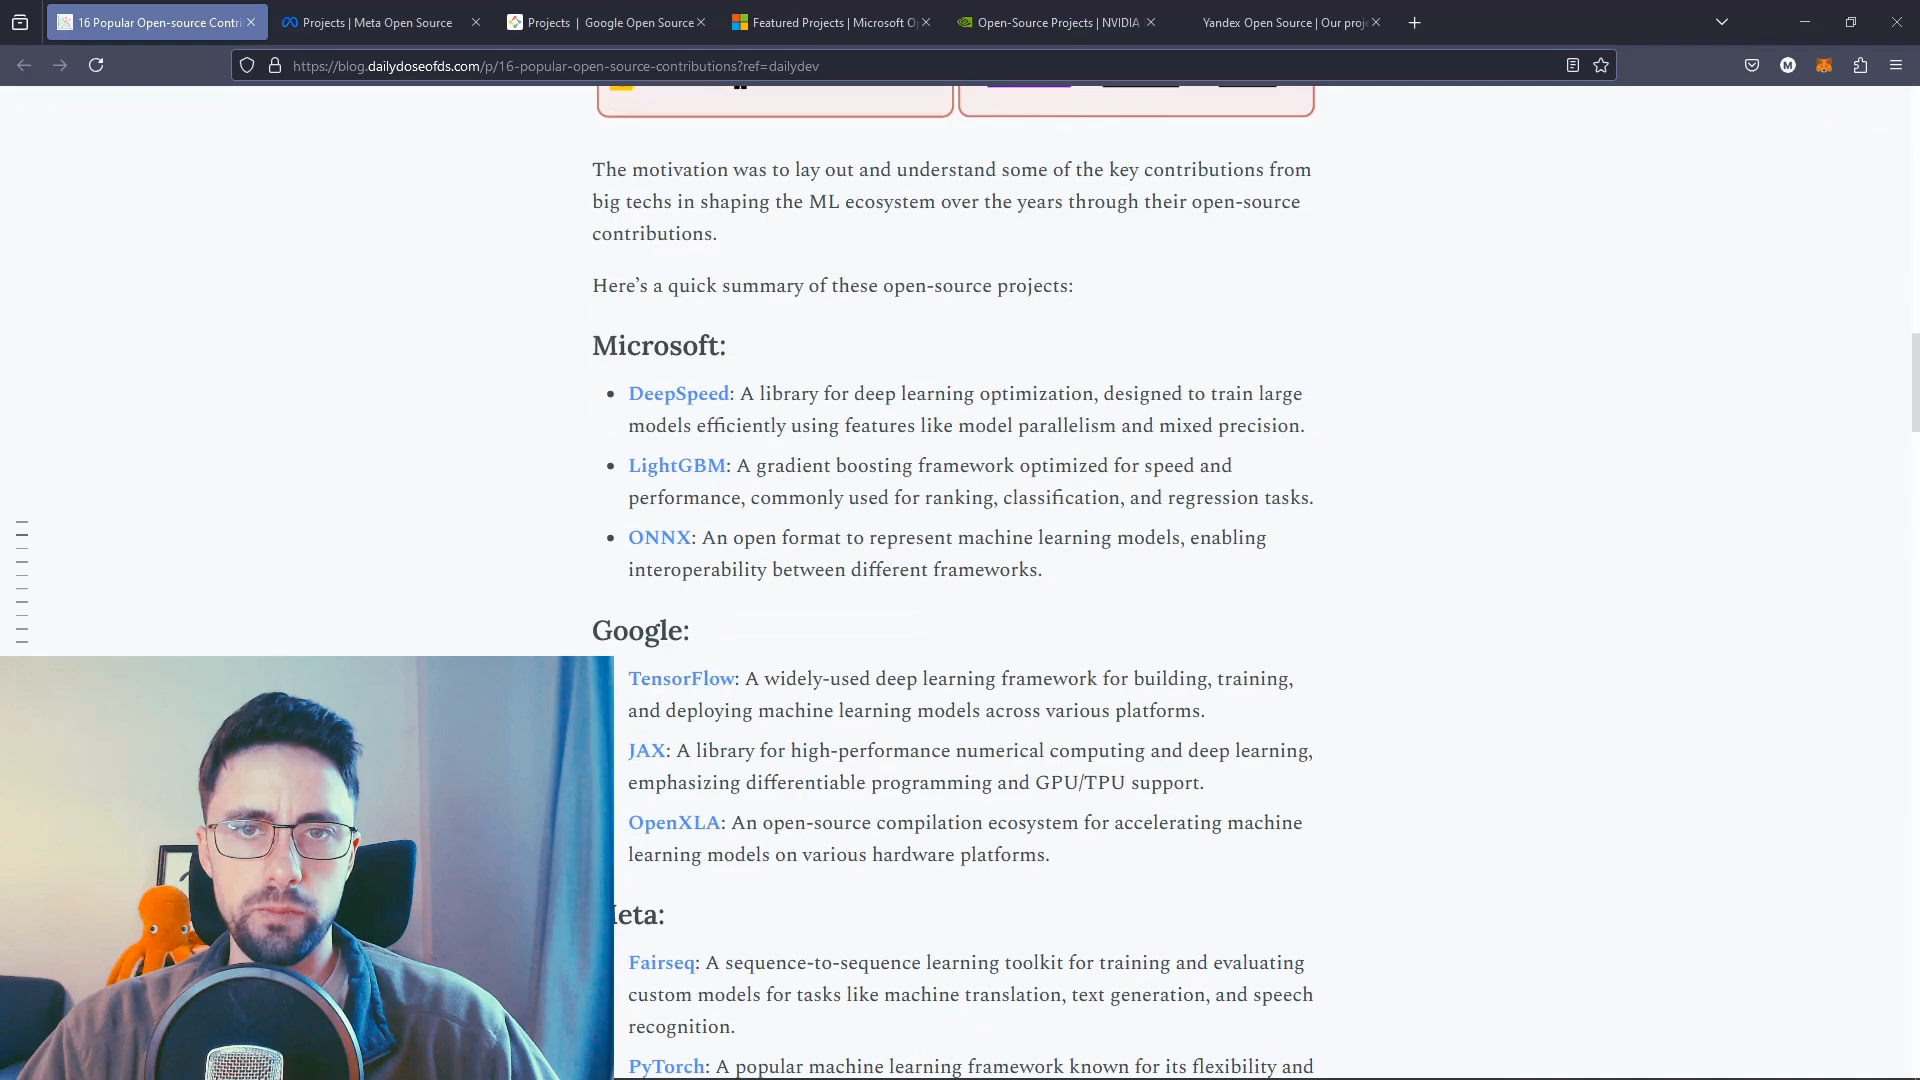 16 Popular Open-source Contri
Projects | Meta Open Source
Projects | Google Open Source
Featured Projects | Microsoft Op
Open-Source Projects | NVIDIA
Yandex Open Source | Our proje
https://blog.dailydoseofds.com/p/16-popular-open-source-contributions?ref=dailydev
M
The motivation was to lay out and understand some of the key contributions from
big techs in shaping the ML ecosystem over the years through their open-source
contributions.
Here’s a quick summary of these open-source projects:
Microsoft:
DeepSpeed: A library for deep learning optimization, designed to train large
models efficiently using features like model parallelism and mixed precision.
LightGBM: A gradient boosting framework optimized for speed and
performance, commonly used for ranking, classification, and regression tasks.
ONNX: An open format to represent machine learning models, enabling
interoperability between different frameworks.
Google:
TensorFlow: A widely-used deep learning framework for building, training,
and deploying machine learning models across various platforms.
JAX: A library for high-performance numerical computing and deep learning,
emphasizing differentiable programming and GPU/TPU support.
OpenXLA: An open-source compilation ecosystem for accelerating machine
learning models on various hardware platforms.
eta:
Fairseq: A sequence-to-sequence learning toolkit for training and evaluating
custom models for tasks like machine translation, text generation, and speech
recognition.
PyTorch: A popular machine learning framework known for its flexibility and